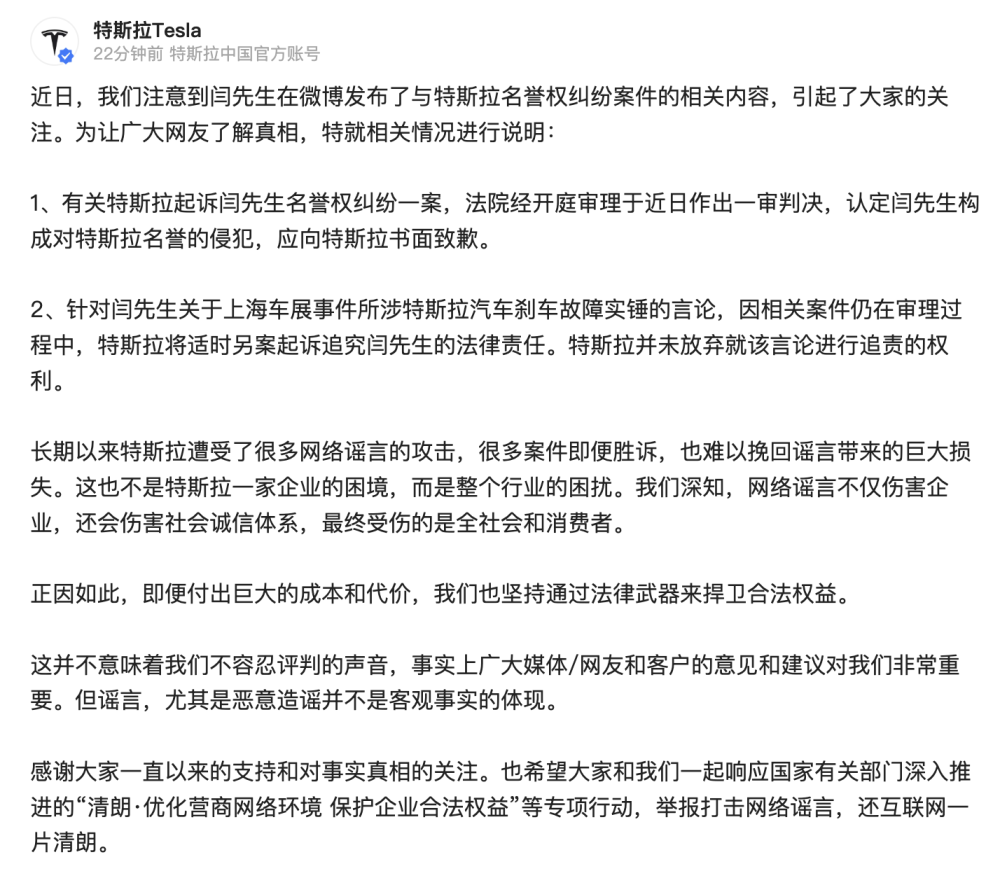 特斯拉Tesla
22分钟前 特斯拉中国官方账号
近日，我们注意到闫先生在微博发布了与特斯拉名誉权纠纷案件的相关内容，引起了大家的关
注。为让广大网友了解真相，特就相关情况进行说明：
1、有关特斯拉起诉闫先生名誉权纠纷一案，法院经开庭审理于近日作出一审判决，认定闫先生构
成对特斯拉名誉的侵犯，应向特斯拉书面致歉。
2、针对闫先生关于上海车展事件所涉特斯拉汽车刹车故障实锤的言论，因相关案件仍在审理过
程中，特斯拉将适时另案起诉追究闫先生的法律责任。特斯拉并未放弃就该言论进行追责的权
利。
长期以来特斯拉遭受了很多网络谣言的攻击，很多案件即便胜诉，也难以挽回谣言带来的巨大损
失。这也不是特斯拉一家企业的困境，而是整个行业的困扰。我们深知，网络谣言不仅伤害企
业，还会伤害社会诚信体系，最终受伤的是全社会和消费者。
正因如此，即便付出巨大的成本和代价，我们也坚持通过法律武器来捍卫合法权益。
这并不意味着我们不容忍评判的声音，事实上广大媒体/网友和客户的意见和建议对我们非常重
要。但谣言，尤其是恶意造谣并不是客观事实的体现。
感谢大家一直以来的支持和对事实真相的关注。也希望大家和我们一起响应国家有关部门深入推
进的“清朗·优化营商网络环境 保护企业合法权益”等专项行动，举报打击网络谣言，还互联网一
片清朗。